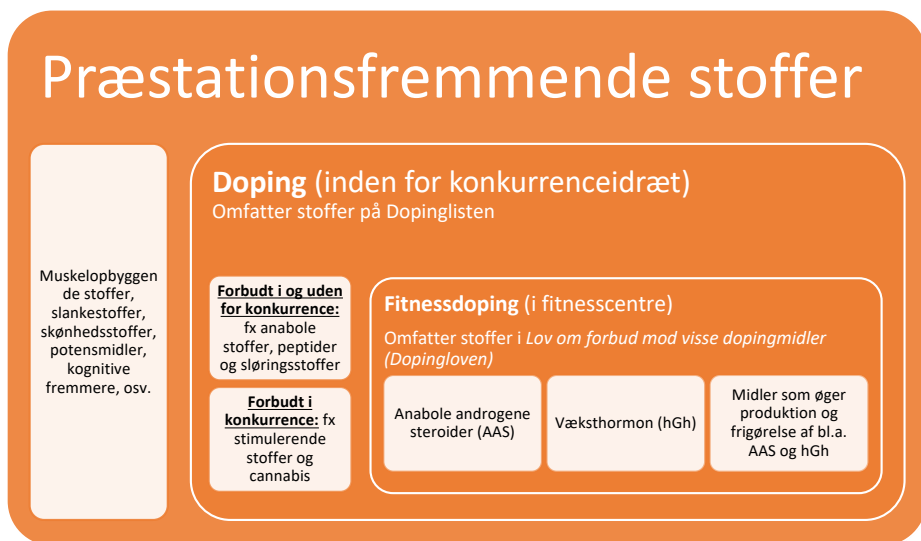 Præstationsfremmende stoffer
Muskelopbyggen
de stoffer,
slankestoffer,
skønhedsstoffer,
potensmidler,
kognitive
fremmere, osv.
Doping (inden for konkurrenceidræt)
Omfatter stoffer på Dopinglisten
Forbudt i og uden
for konkurrence:
fx anabole
stoffer, peptider
og sløringsstoffer
Forbudt i
konkurrence: fx
stimulerende
stoffer og
cannabis
Fitnessdoping (i fitnesscentre)
Omfatter stoffer i Lov om forbud mod visse dopingmidler
(Dopingloven)
Anabole androgene
steroider (AAS)
Væksthormon (hGh)
Midler som øger
produktion og
frigørelse af bl.a.
AAS og hGh